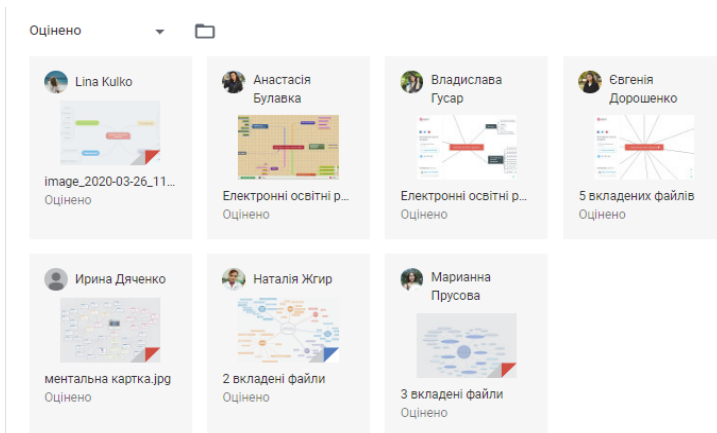 Оцінено
Lina Kulko
image_2020-03-26_11...
Оцінено
Анастасія
Булавка
Електронні освітні р...
Оцінено
Владислава
Гусар
Електронні освітні р...
Оцінено
Євгенія
Дорошенко
5 вкладених файлів
Оцінено
Ирина Дяченко
ментальна картка.jpg
Оцінено
Наталія Жгир
2 вкладені файли
Оцінено
Марианна
Прусова
3 вкладені файли
Оцінено